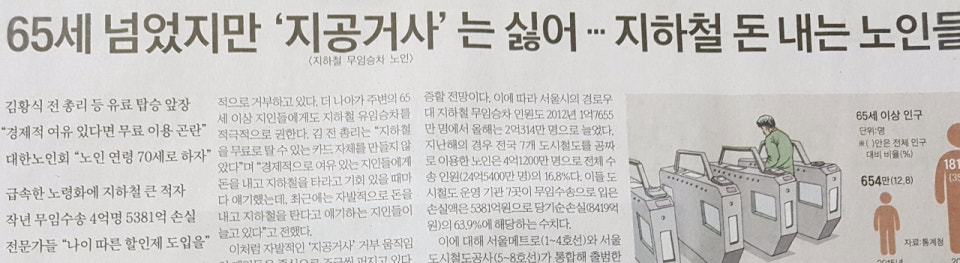 65세 넘었지만 ‘지공거사’는 싫어… 지하철 돈 내는 노인들
〈지하철 무임승차 노인〉
김황식 전 총리 등 유료 탑승 앞장
“경제적 여유 있다면 무료 이용 곤란”
대한노인회 “노인 연령 70세로 하자”
급속한 노령화에 지하철 큰 적자
작년 무임수송 4억명 5381억 손실
전문가들 “나이 따른 할인제 도입을”
적으로 거부하고 있다. 더 나아가 주변의 65
세 이상 지인들에게도 지하철 유임승차를
적극적으로 권한다. 김 전 총리는 “지하철
을 무료로 탈 수 있는 카드 자체를 만들지 않
았다”며 “경제적으로 여유 있는 지인들에게
돈을 내고 지하철을 타라고 기회 있을 때마
다 얘기했는데, 최근에는 자발적으로 돈을
내고 지하철을 탄다고 얘기하는 지인들이
늘고 있다”고 전했다.
이처럼 자발적인 ‘지공거사’ 거부 움직임
증할 전망이다. 이에 따라 서울시의 경로우
대 지하철 무임승차 인원도 2012년 1억7655
만 명에서 올해는 2억314만 명으로 늘었다.
지난해의 경우 전국 7개 도시철도를 공짜
로 이용한 노인은 4억1200만 명으로 전체 수
송 인원(24억5400만 명)의 16.8%다. 이들 도
시철도 운영 기관 7곳이 무임수송으로 입은
손실액은 5381억원으로 당기순손실(8419억
원)의 63.9%에 해당하는 수치다.
이에 대해 서울메트로(1~4호선)와 서울
도시철도공사(5~8호선)가 통합해 출범한
65세 이상 인구
단위:명
※( )안은 전체 인구
대비 비율(%)
654만(12.8)
181
(35
자료:통계청
2015년